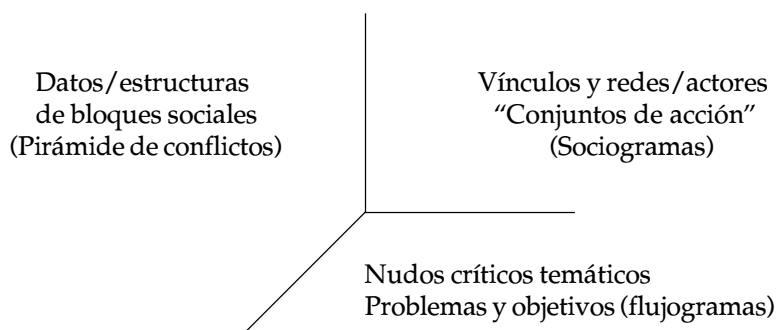 Datos/estructuras
de bloques sociales
(Pirámide de conflictos)
Vínculos y redes/actores
“Conjuntos de acción”
(Sociogramas)
Nudos críticos temáticos
Problemas y objetivos (flujogramas)